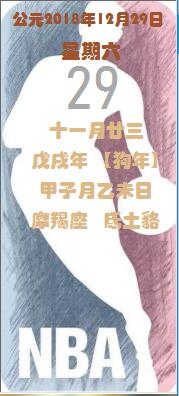 公元2018年12月29日
星期六
29
十一月廿三
戊戌年 【狗年】
甲子月乙未日
摩羯座 氐土貉
NBA